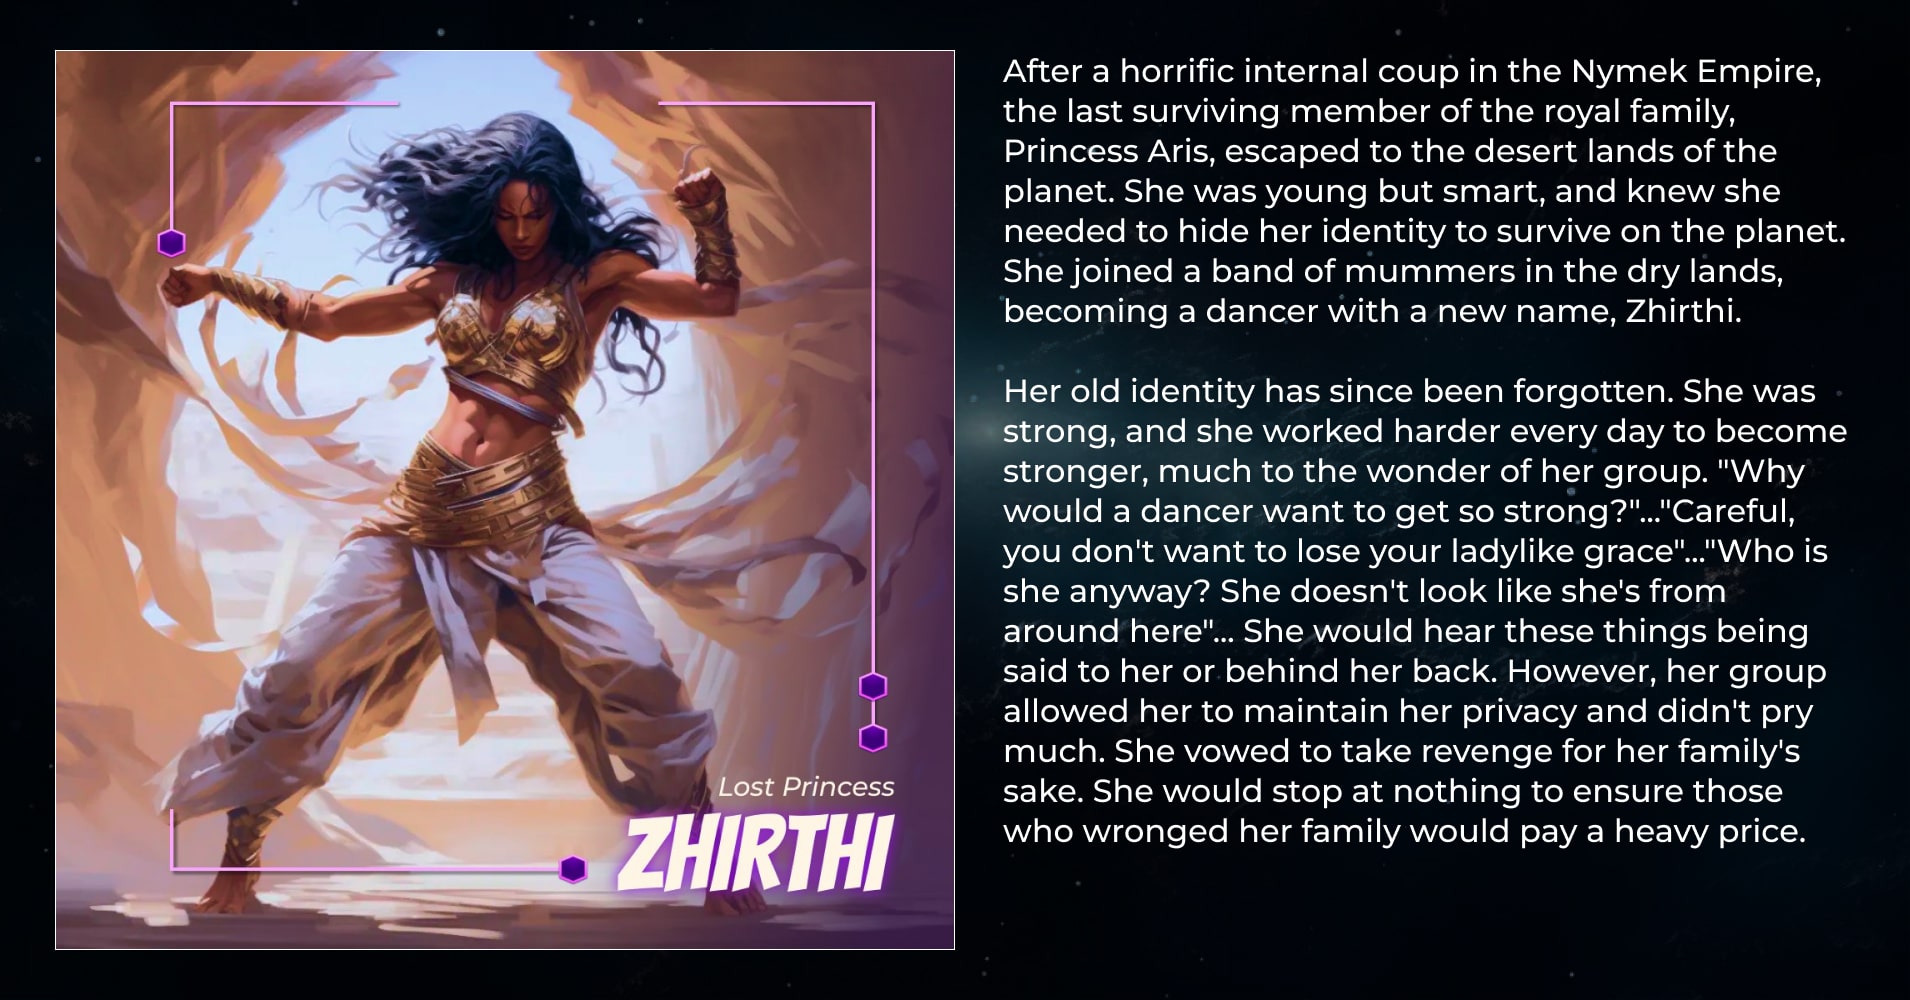 Lost Princess
ZHIRTHI
After a horrific internal coup in the Nymek Empire,
the last surviving member of the royal family,
Princess Aris, escaped to the desert lands of the
planet. She was young but smart, and knew she
needed to hide her identity to survive on the planet.
She joined a band of mummers in the dry lands,
becoming a dancer with a new name, Zhirthi.
Her old identity has since been forgotten. She was
strong, and she worked harder every day to become
stronger, much to the wonder of her group. "Why
would a dancer want to get so strong?"..."Careful,
you don't want to lose your ladylike grace"..."Who is
she anyway? She doesn't look like she's from
around here"... She would hear these things being
said to her or behind her back. However, her group
allowed her to maintain her privacy and didn't pry
much. She vowed to take revenge for her family's
sake. She would stop at nothing to ensure those
who wronged her family would pay a heavy price.